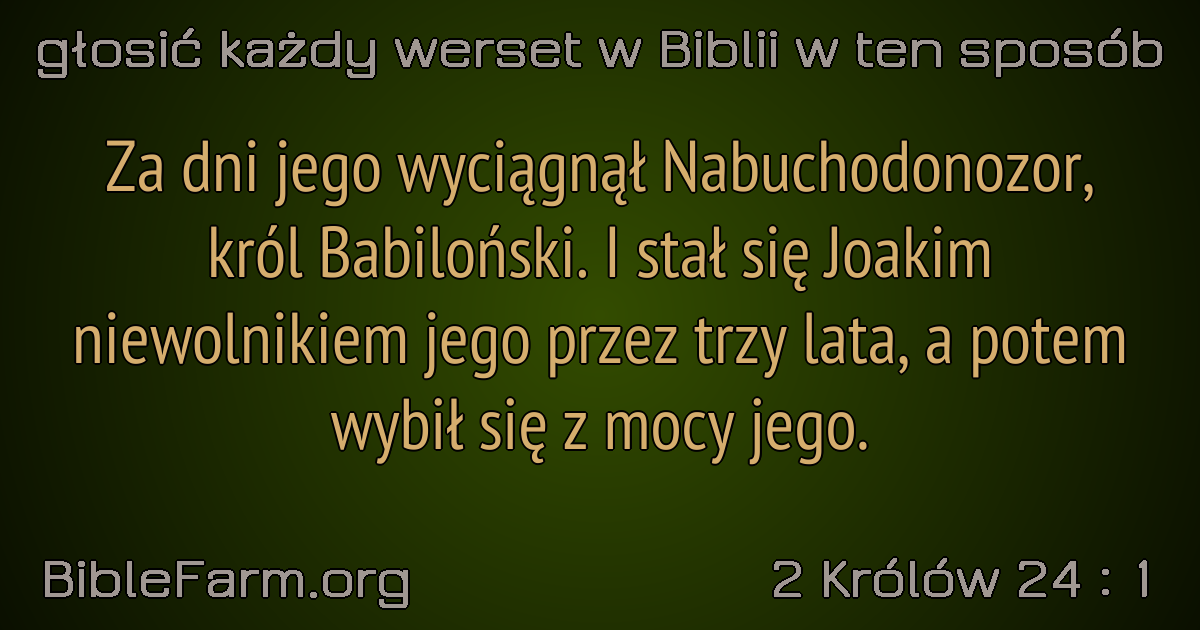 głosić każdy werset w Biblii w ten sposób
Za dni jego wyciągnął Nabuchodonozor,
król Babiloński. I stał się Joakim
niewolnikiem jego przez trzy lata, a potem
wybił się z mocy jego.
BibleFarm.org
2 Królów 24 : 1